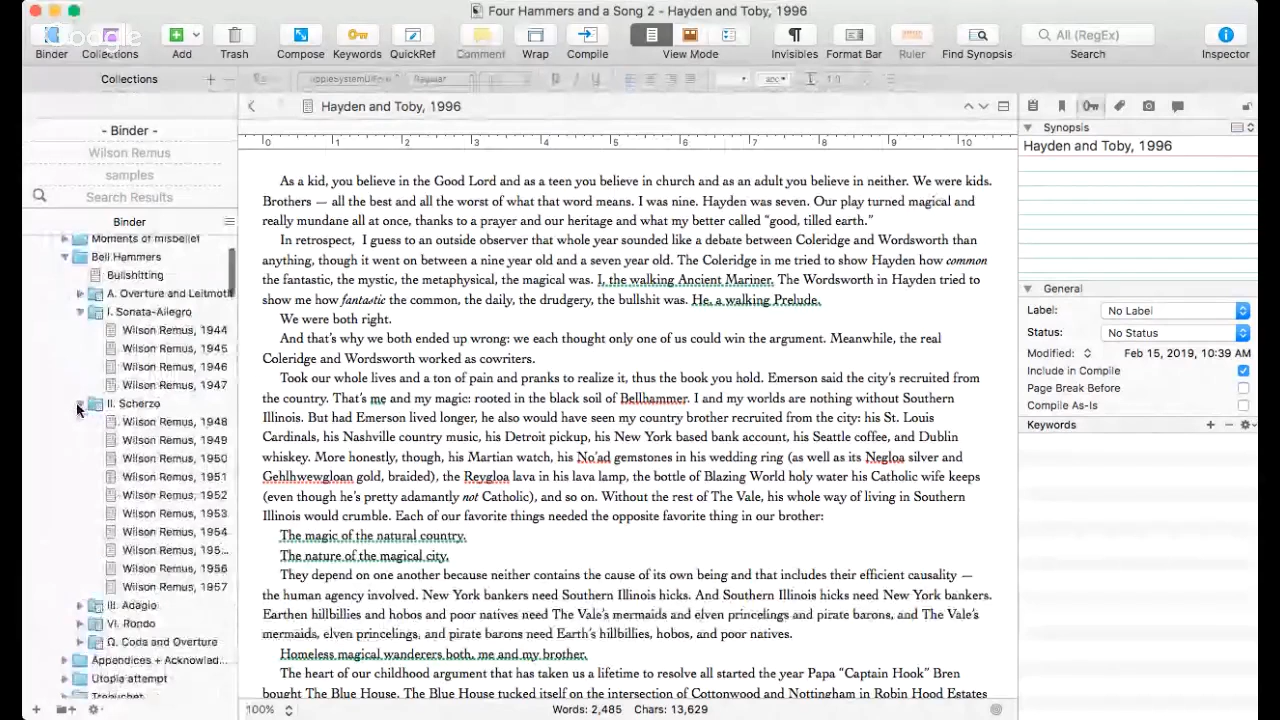 Four Hammers and a Song 2 - Hayden and Toby, 1996
Binder Collections Add Trash Compose Keywords QuickRef Comment Wrap Compile View Mode Invisibles Format Bar Ruler Find Synopsis Search Inspector
All (RegEx)
Collections
Regular
1.0
Hayden and Toby, 1996
- Binder -
Wilson Remus
samples
Search Results
Binder
Moments of misbelief
Bell Hammers
Bullshitting
A. Overture and Leitmoti
I. Sonata-Allegro
Wilson Remus, 1944
Wilson Remus, 1945
Wilson Remus, 1946
Wilson Remus, 1947
II. Scherzo
Wilson Remus, 1948
Wilson Remus, 1949
Wilson Remus, 1950
Wilson Remus, 1951
Wilson Remus, 1952
Wilson Remus, 1953
Wilson Remus, 1954
Wilson Remus, 195...
Wilson Remus, 1956
Wilson Remus, 1957
III. Adagio
VI. Rondo
Ω. Coda and Overture
Appendices + Acknowlad...
Utopia attempt
Trebuchet
0 1 2 3 4 5 6 7 8 9 10
As a kid, you believe in the Good Lord and as a teen you believe in church and as an adult you believe in neither. We were kids.
Brothers — all the best and all the worst of what that word means. I was nine. Hayden was seven. Our play turned magical and
really mundane all at once, thanks to a prayer and our heritage and what my better called “good, tilled earth.”
In retrospect, I guess to an outside observer that whole year sounded like a debate between Coleridge and Wordsworth than
anything, though it went on between a nine year old and a seven year old. The Coleridge in me tried to show Hayden how common
the fantastic, the mystic, the metaphysical, the magical was. I, the walking Ancient Mariner. The Wordsworth in Hayden tried to
show me how fantastic the common, the daily, the drudgery, the bullshit was. He, a walking Prelude.
We were both right.
And that’s why we both ended up wrong: we each thought only one of us could win the argument. Meanwhile, the real
Coleridge and Wordsworth worked as cowriters.
Took our whole lives and a ton of pain and pranks to realize it, thus the book you hold. Emerson said the city’s recruited from
the country. That’s me and my magic: rooted in the black soil of Bellhammer. I and my worlds are nothing without Southern
Illinois. But had Emerson lived longer, he also would have seen my country brother recruited from the city: his St. Louis
Cardinals, his Nashville country music, his Detroit pickup, his New York based bank account, his Seattle coffee, and Dublin
whiskey. More honestly, though, his Martian watch, his No’ad gemstones in his wedding ring (as well as its Negloa silver and
Gehlhwewgloan gold, braided), the Reygloa lava in his lava lamp, the bottle of Blazing World holy water his Catholic wife keeps
(even though he’s pretty adamantly not Catholic), and so on. Without the rest of The Vale, his whole way of living in Southern
Illinois would crumble. Each of our favorite things needed the opposite favorite thing in our brother:
The magic of the natural country.
The nature of the magical city.
They depend on one another because neither contains the cause of its own being and that includes their efficient causality —
the human agency involved. New York bankers need Southern Illinois hicks. And Southern Illinois hicks need New York bankers.
Earthen hillbillies and hobos and poor natives need The Vale’s mermaids and elven princelings and pirate barons, and The Vale’s
mermaids, elven princelings, and pirate barons need Earth’s hillbillies, hobos, and poor natives.
Homeless magical wanderers both, me and my brother.
The heart of our childhood argument that has taken us a lifetime to resolve all started the year Papa “Captain Hook” Bren
bought The Blue House. The Blue House tucked itself on the intersection of Cottonwood and Nottingham in Robin Hood Estates
100%
Words: 2,485 Chars: 13,629
Synopsis
Hayden and Toby, 1996
General
Label: No Label
Status: No Status
Modified: Feb 15, 2019, 10:39 AM
Include in Compile
Page Break Before
Compile As-Is
Keywords